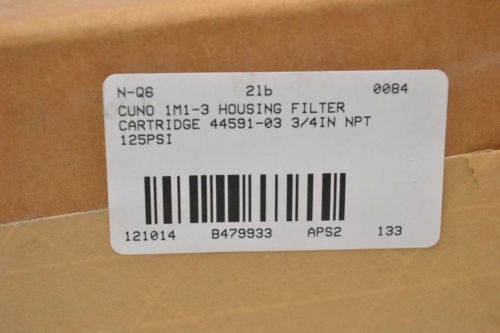 N-Q6 2lb 0084
CUNO 1M1-3 HOUSING FILTER
CARTRIDGE 44591-03 3/4IN NPT
125PSI
121014 B479933 APS2 133